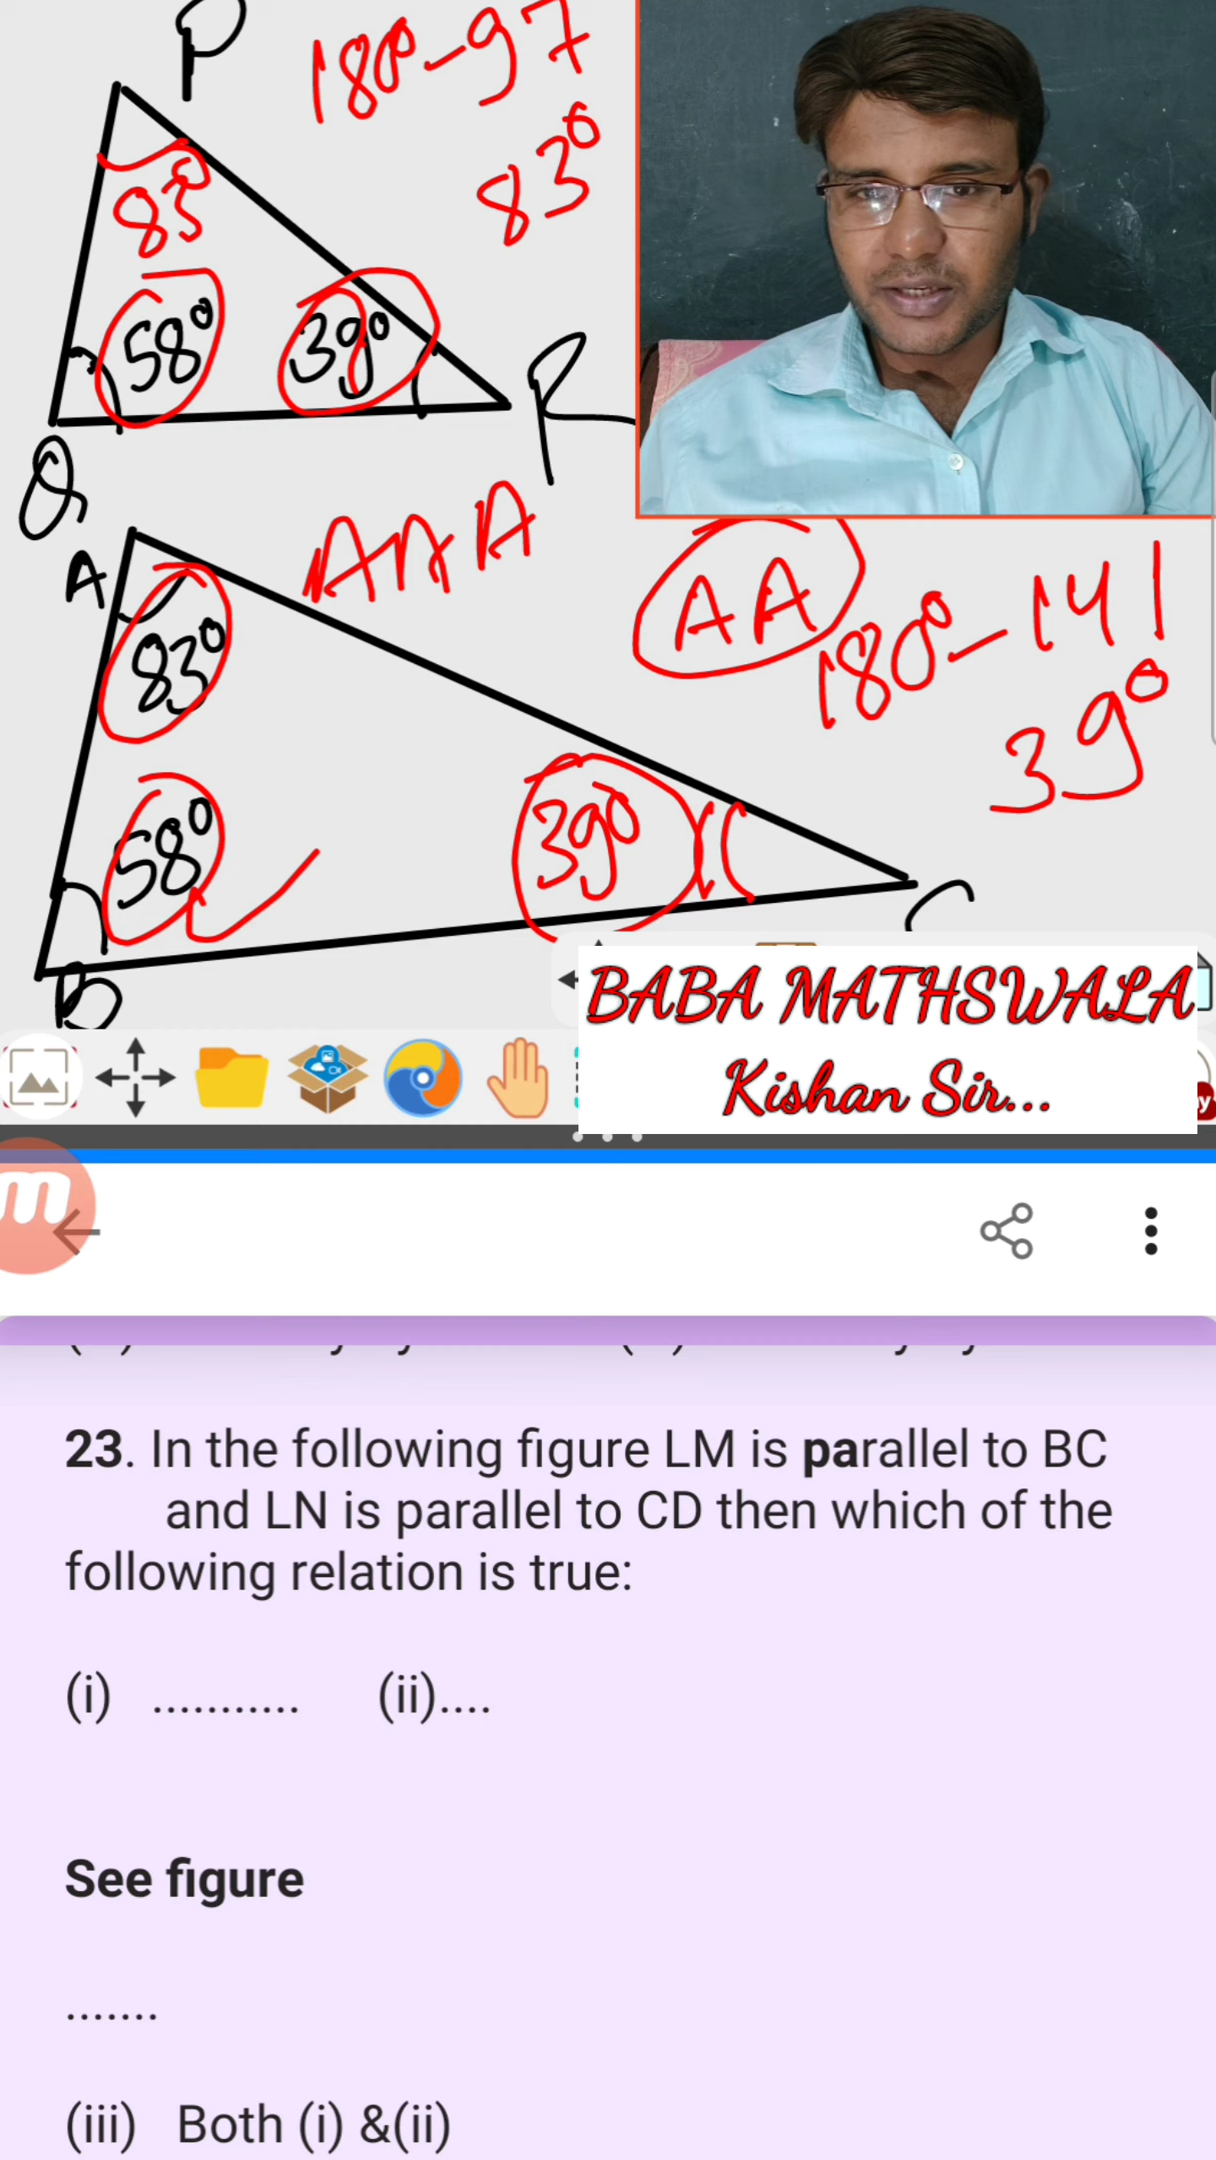 P
180°-97
83°
83°
58° 39°
R
Q
A
AAA
AA
180°-141
39°
83°
58°
39°
C
B
BABA MATHSWALA
Kishan Sir...
m
23. In the following figure LM is parallel to BC
and LN is parallel to CD then which of the
following relation is true:
(i) ........... (ii)....
See figure
.......
(iii) Both (i) &(ii)